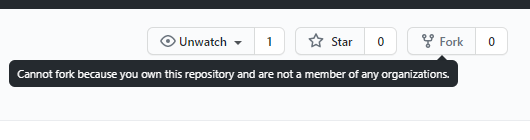 Unwatch 1 Star 0 Fork 0
Cannot fork because you own this repository and are not a member of any organizations.